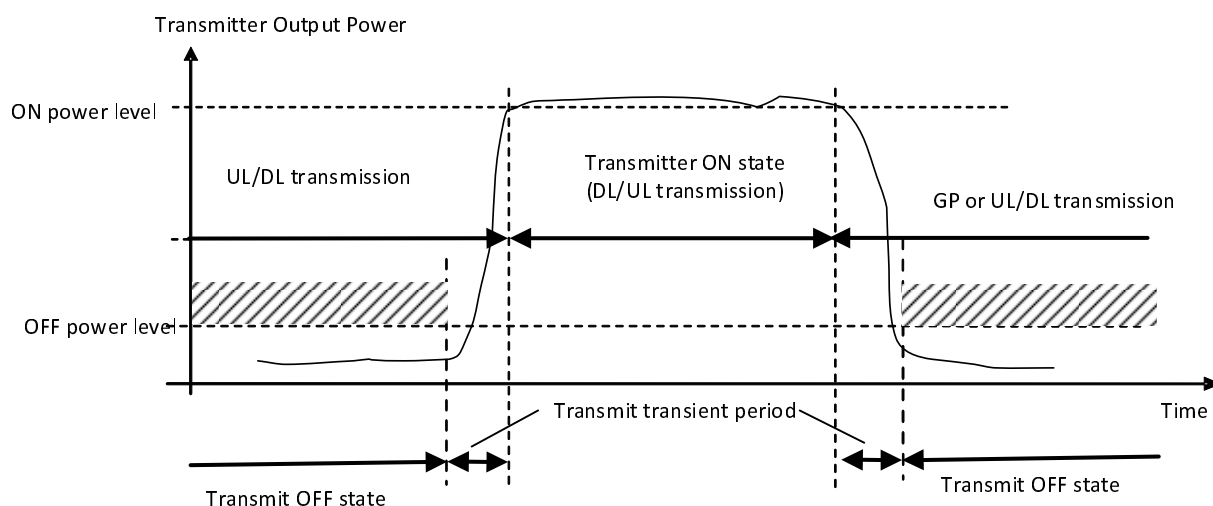 Transmitter Output Power
ON power level
UL/DL transmission
Transmitter ON state
(DL/UL transmission)
GP or UL/DL transmission
OFF power level
Transmit transient period
Time
Transmit OFF state
Transmit OFF state